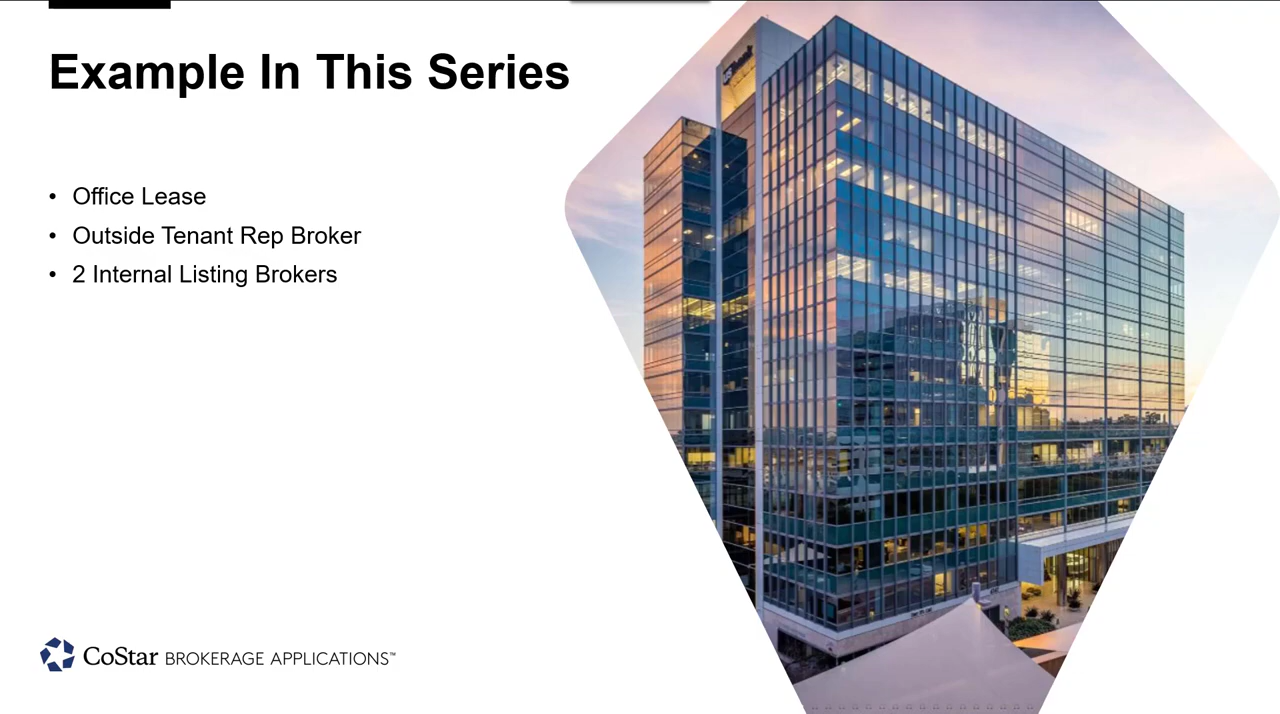 Example In This Series
• Office Lease
• Outside Tenant Rep Broker
• 2 Internal Listing Brokers
CoStar BROKERAGE APPLICATIONS™